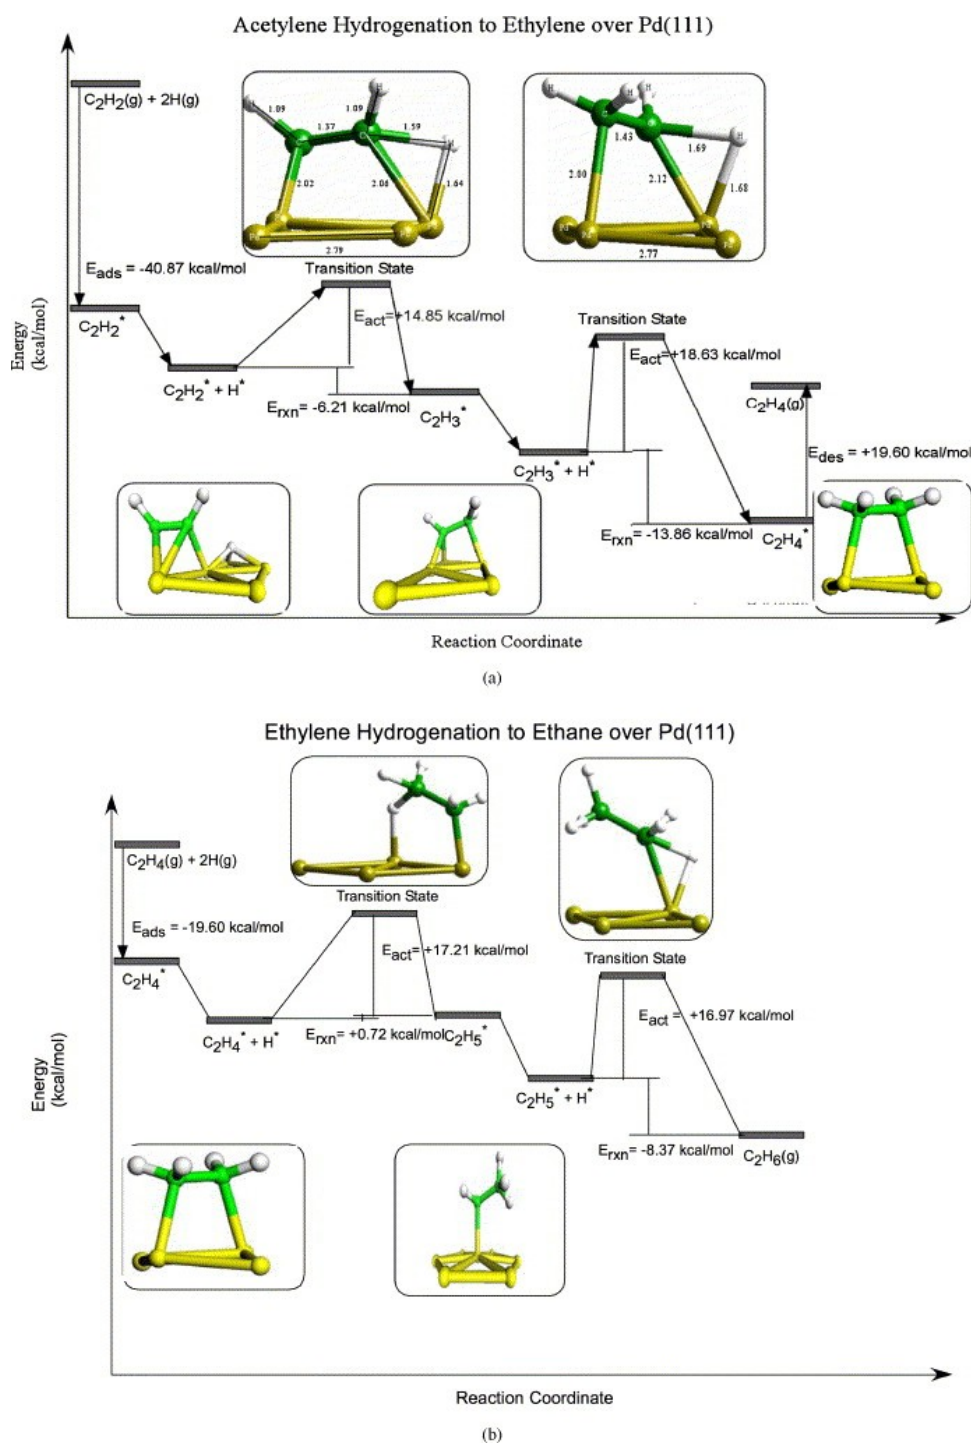 Acetylene Hydrogenation to Ethylene over Pd(111)
C2H2(g) + 2H(g)
1.09
1.09
1.37
1.59
2.02
2.06
1.64
2.79
Pd
Transition State
1.43
1.69
2.00
2.12
1.68
2.77
Eads = -40.87 kcal/mol
Eact=+14.85 kcal/mol
Transition State
Eact=+18.63 kcal/mol
Energy
(kcal/mol)
C2H2*
C2H2* + H*
Erxn= -6.21 kcal/mol
C2H3*
C2H4(g)
C2H3* + H*
Edes = +19.60 kcal/mol
Erxn= -13.86 kcal/mol
C2H4*
Reaction Coordinate
(a)
Ethylene Hydrogenation to Ethane over Pd(111)
C2H4(g) + 2H(g)
Transition State
Eads = -19.60 kcal/mol
Eact= +17.21 kcal/mol
Transition State
C2H4*
C2H4* + H*
Erxn= +0.72 kcal/mol
C2H5*
Eact = +16.97 kcal/mol
Energy
(kcal/mol)
C2H5* + H*
Erxn= -8.37 kcal/mol
C2H6(g)
Reaction Coordinate
(b)